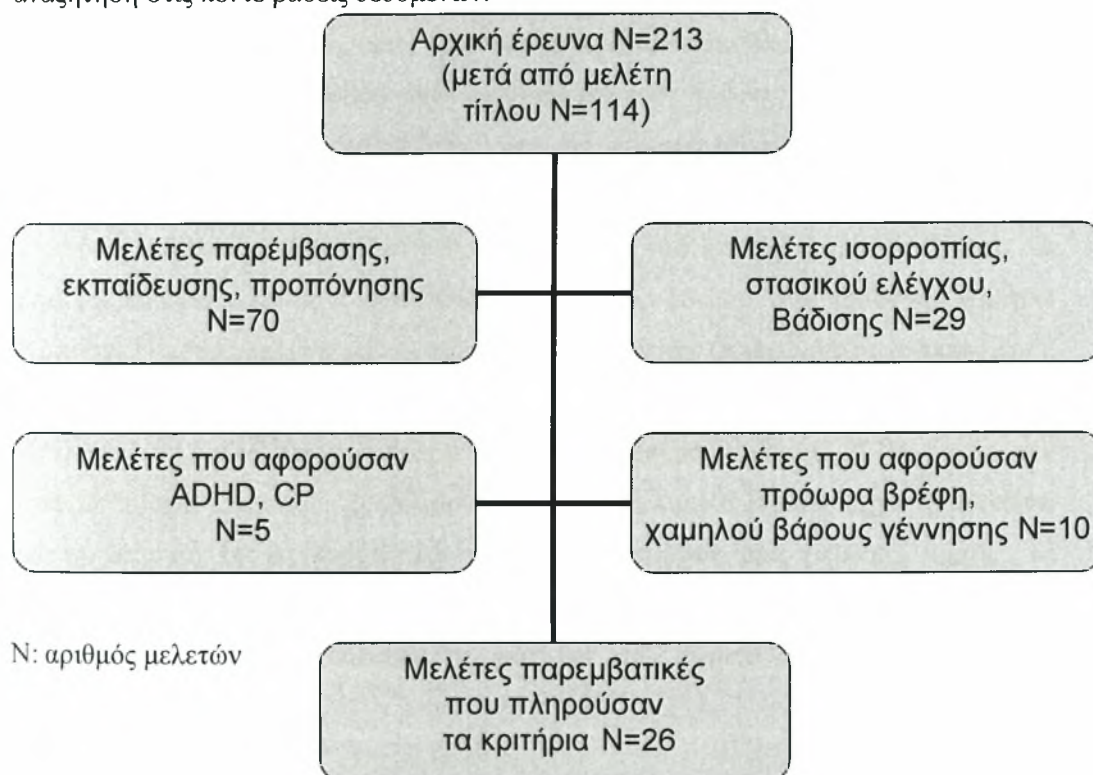 Αρχική έρευνα N=213
(μετά από μελέτη
τίτλου N=114)
Μελέτες παρέμβασης,
εκπαίδευσης, προπόνησης
N=70
Μελέτες ισορροπίας,
στασικού ελέγχου,
Βάδισης N=29
Μελέτες που αφορούσαν
ADHD, CP
N=5
Μελέτες που αφορούσαν
πρόωρα βρέφη,
χαμηλού βάρους γέννησης N=10
N: αριθμός μελετών
Μελέτες παρεμβατικές
που πληρούσαν
τα κριτήρια N=26